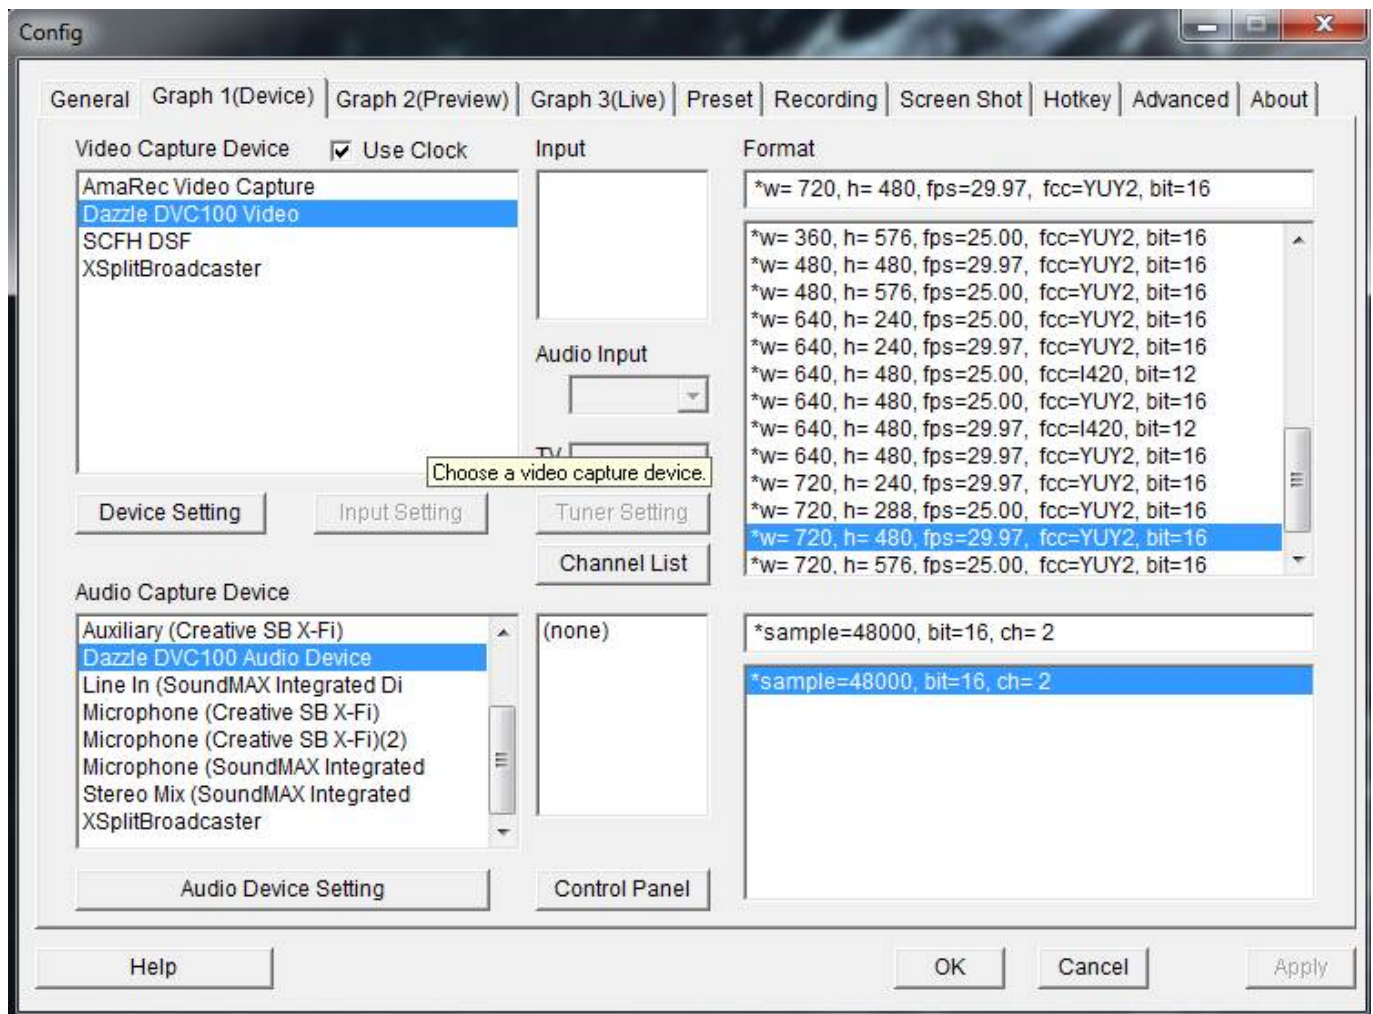 Config
General
Graph 1(Device)
Graph 2(Preview)
Graph 3(Live)
Preset
Recording
Screen Shot
Hotkey
Advanced
About
Video Capture Device
Use Clock
AmaRec Video Capture
Dazzle DVC100 Video
SCFH DSF
XSplitBroadcaster
Input
Audio Input
TV
Choose a video capture device.
Device Setting
Input Setting
Tuner Setting
Channel List
Format
*w= 720, h= 480, fps=29.97, fcc=YUY2, bit=16
*w= 360, h= 576, fps=25.00, fcc=YUY2, bit=16
*w= 480, h= 480, fps=29.97, fcc=YUY2, bit=16
*w= 480, h= 576, fps=25.00, fcc=YUY2, bit=16
*w= 640, h= 240, fps=25.00, fcc=YUY2, bit=16
*w= 640, h= 240, fps=29.97, fcc=YUY2, bit=16
*w= 640, h= 480, fps=25.00, fcc=I420, bit=12
*w= 640, h= 480, fps=25.00, fcc=YUY2, bit=16
*w= 640, h= 480, fps=29.97, fcc=I420, bit=12
*w= 640, h= 480, fps=29.97, fcc=YUY2, bit=16
*w= 720, h= 240, fps=29.97, fcc=YUY2, bit=16
*w= 720, h= 288, fps=25.00, fcc=YUY2, bit=16
*w= 720, h= 480, fps=29.97, fcc=YUY2, bit=16
*w= 720, h= 576, fps=25.00, fcc=YUY2, bit=16
Audio Capture Device
Auxiliary (Creative SB X-Fi)
Dazzle DVC100 Audio Device
Line In (SoundMAX Integrated Di
Microphone (Creative SB X-Fi)
Microphone (Creative SB X-Fi)(2)
Microphone (SoundMAX Integrated
Stereo Mix (SoundMAX Integrated
XSplitBroadcaster
(none)
*sample=48000, bit=16, ch= 2
*sample=48000, bit=16, ch= 2
Audio Device Setting
Control Panel
Help
OK
Cancel
Apply